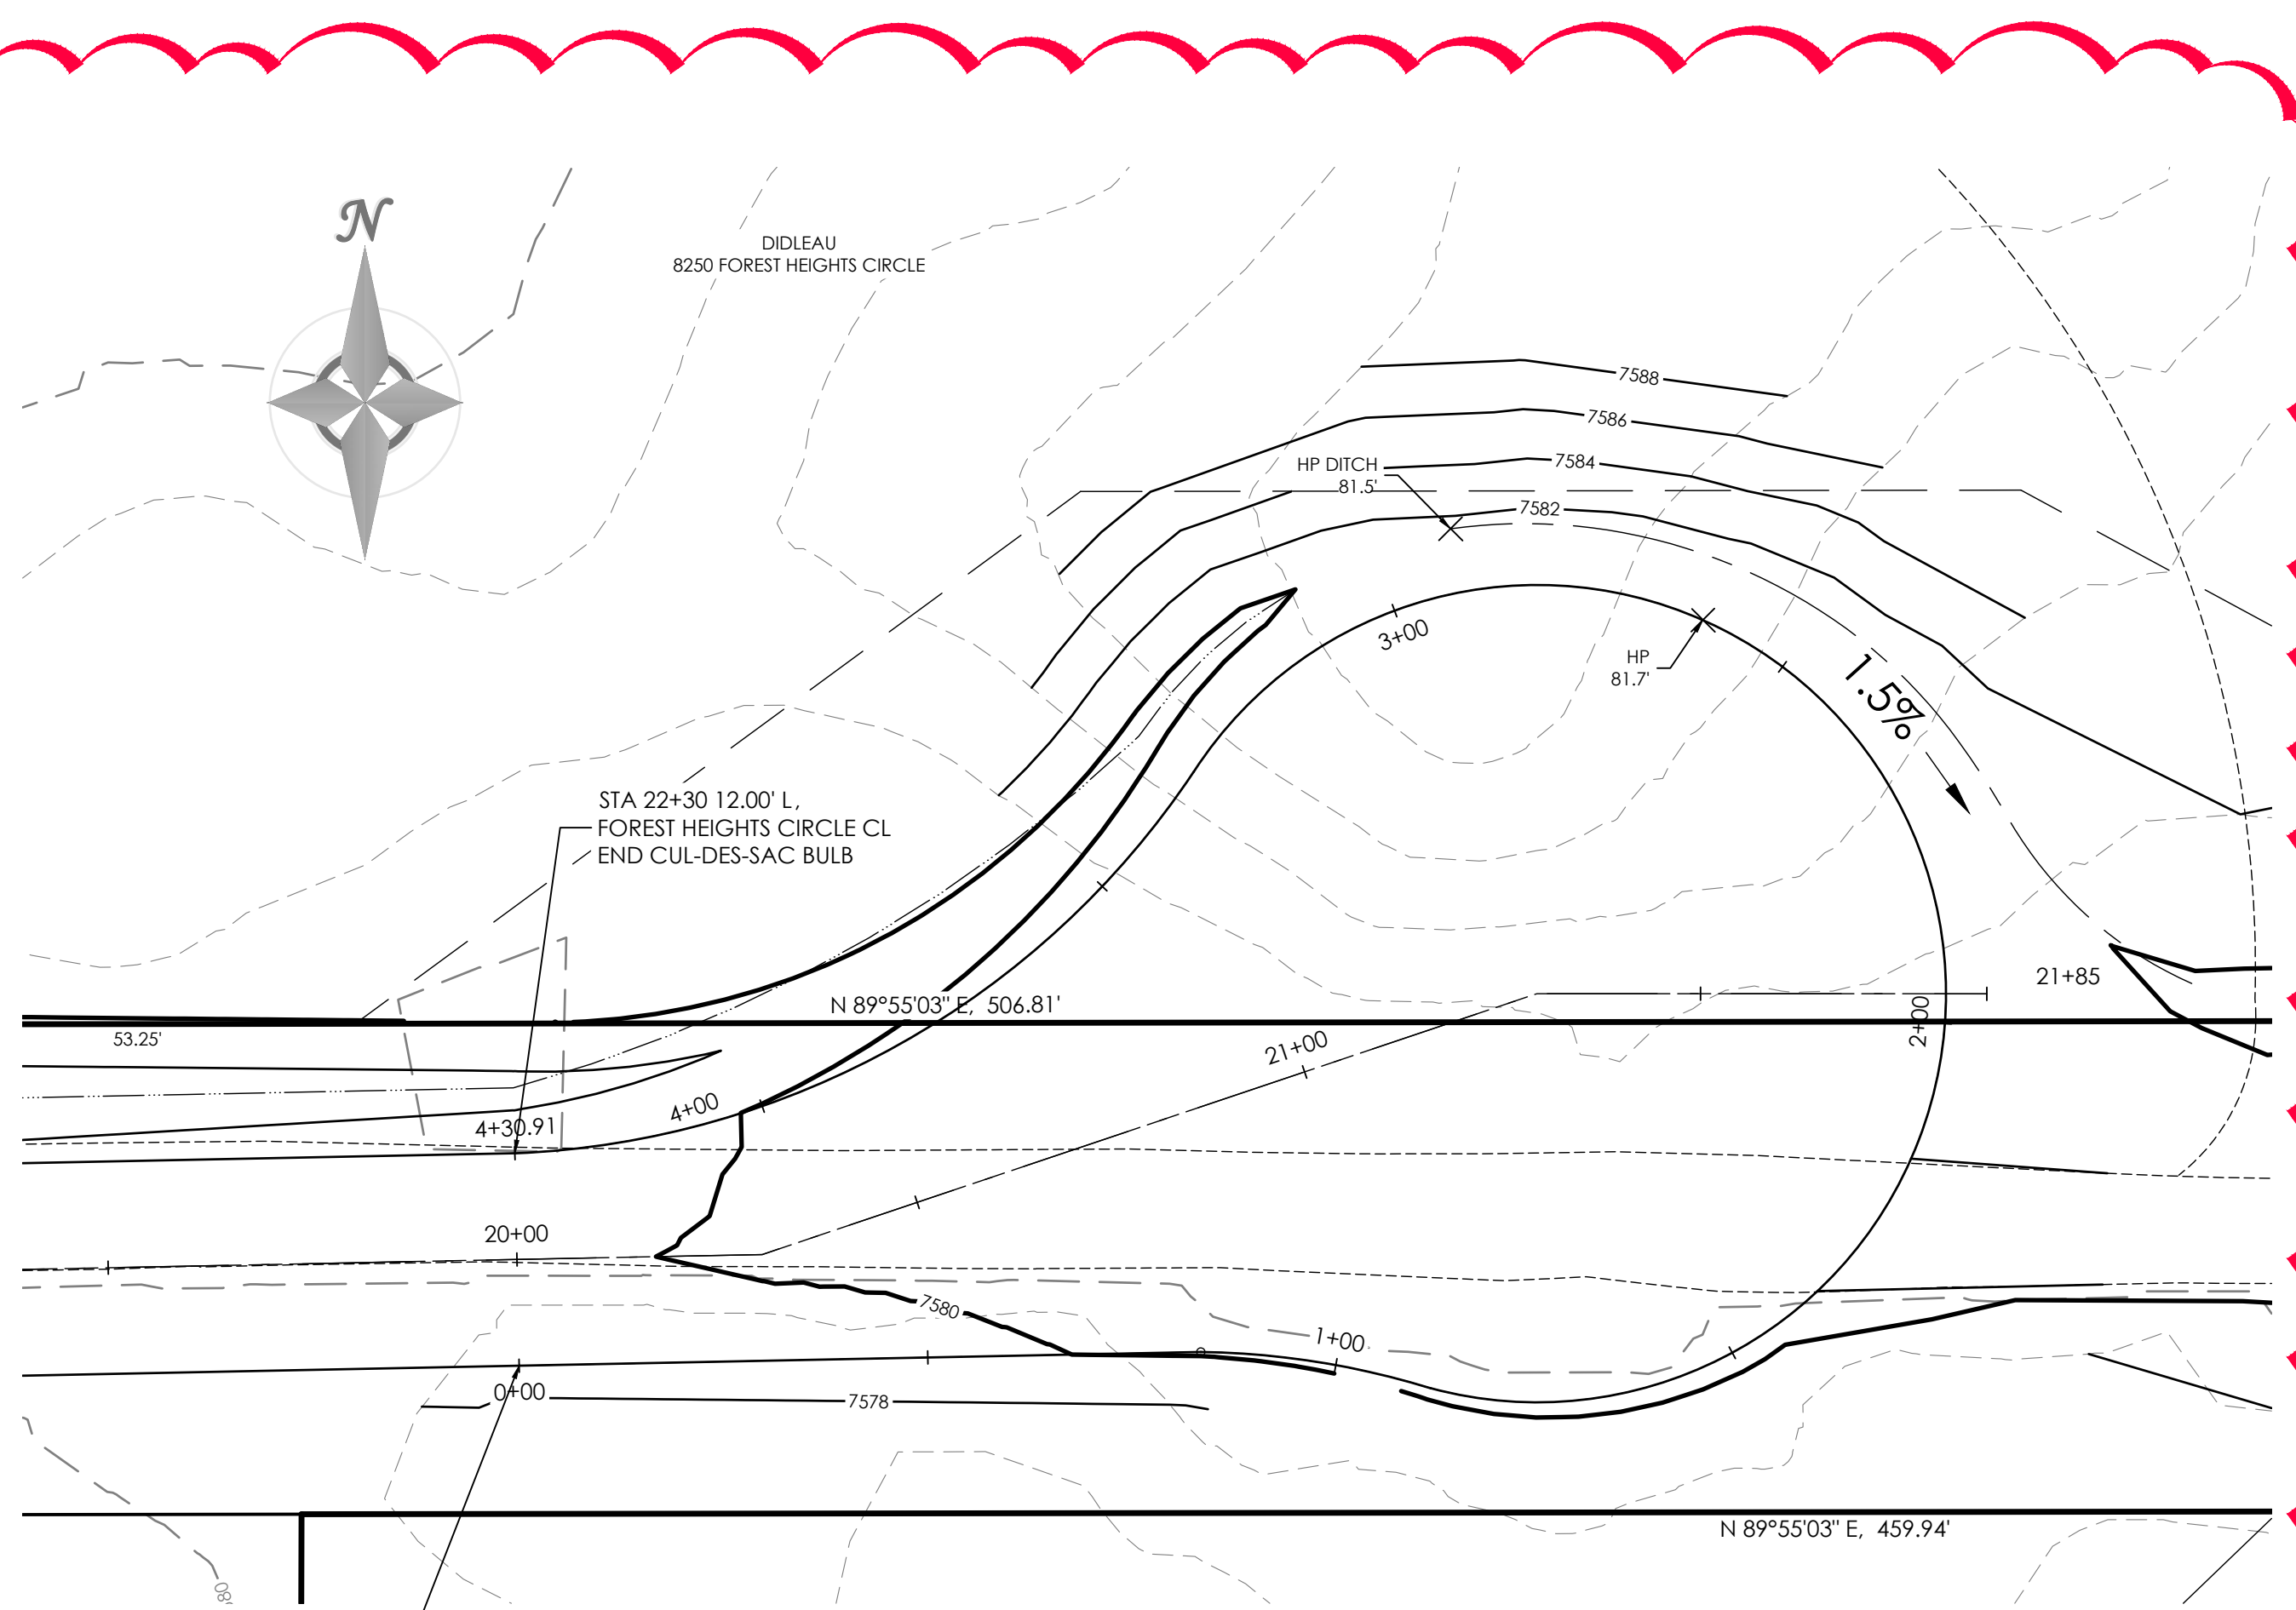 N
DIDLEAU
8250 FOREST HEIGHTS CIRCLE
7588
7586
7584
HP DITCH
81.5'
7582
3+00
HP
81.7'
1.5%
STA 22+30 12.00' L,
FOREST HEIGHTS CIRCLE CL
END CUL-DES-SAC BULB
21+85
N 89°55'03" E, 506.81'
2+00
53.25'
21+00
4+00
4+30.91
20+00
7580
1+00
0+00
7578
N 89°55'03" E, 459.94'
080